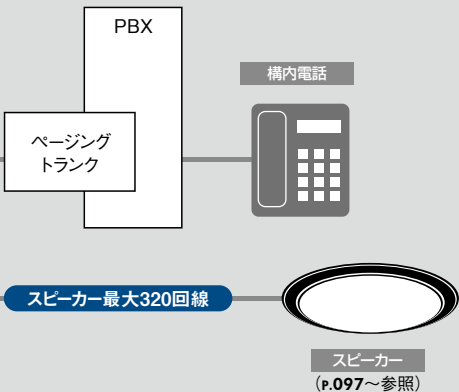 PBX
構内電話
ページング
トランク
スピーカー最大320回線
スピーカー
（P.097～参照）